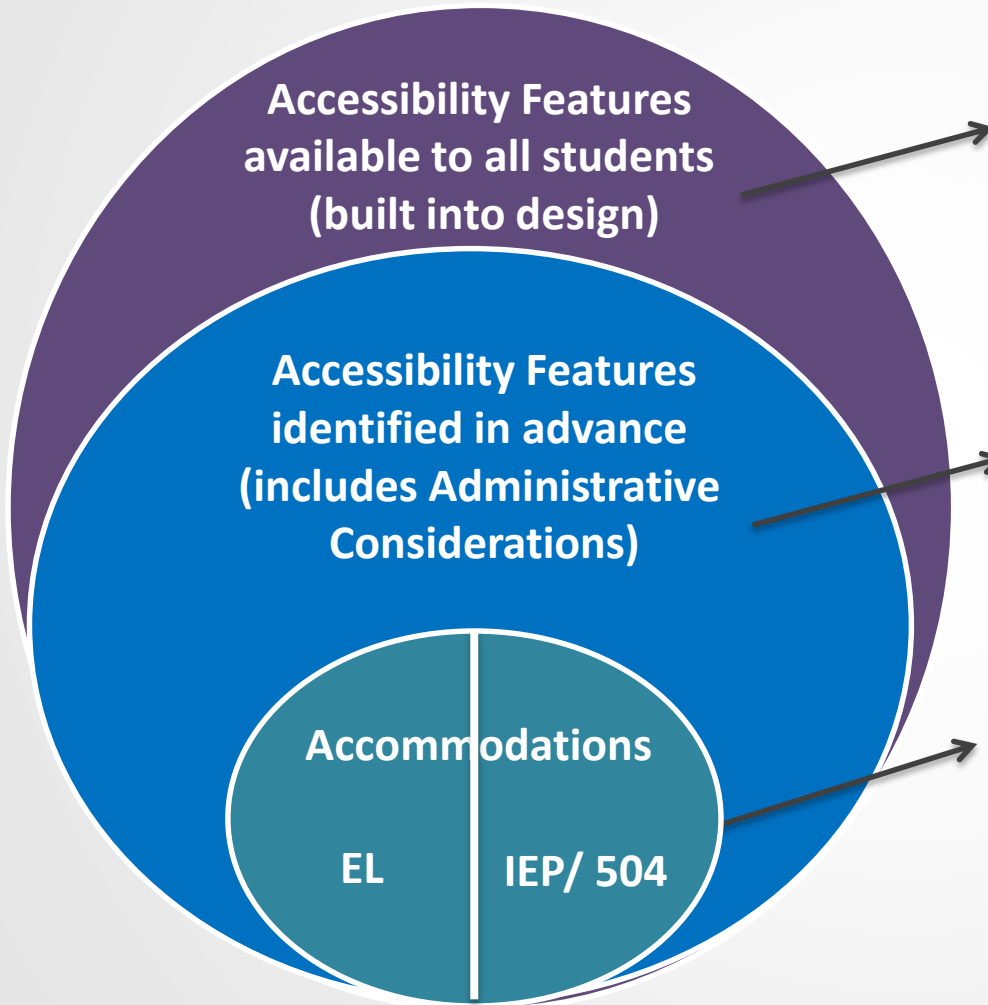 Accessibility Features
available to all students
(built into design)
Accessibility Features
identified in advance
(includes Administrative
Considerations)
Accommodations
EL
IEP/ 504